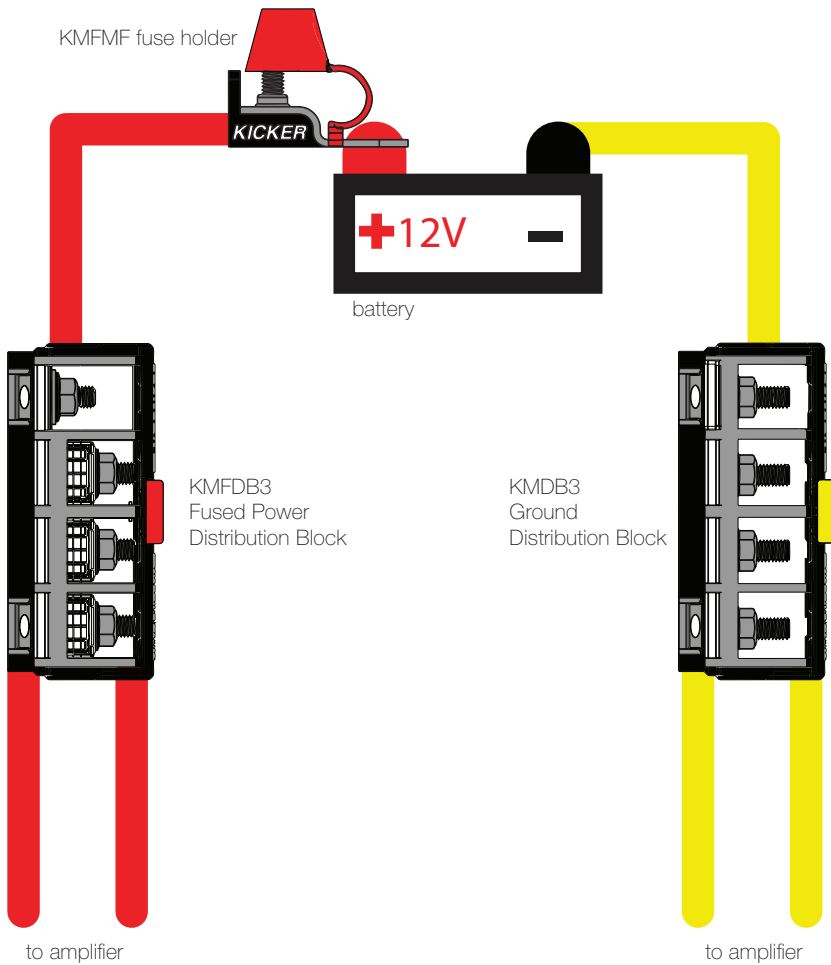 KMFMF fuse holder
KICKER
+12V -
battery
KMFDB3
Fused Power
Distribution Block
KMDB3
Ground
Distribution Block
to amplifier
to amplifier